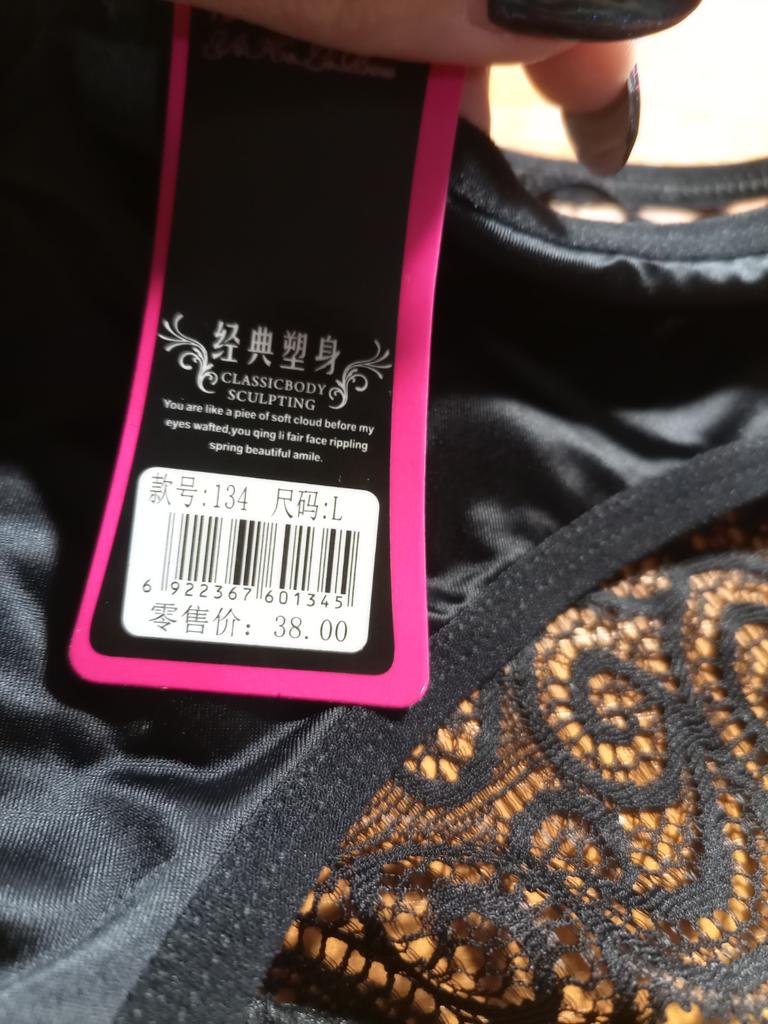 经典塑身
CLASSICBODY
SCULPTING
You are like a piee of soft cloud before my
eyes wafted,you qing li fair face rippling
spring beautiful amile.
款号:134 尺码:L
6 922367 601345
零售价: 38.00